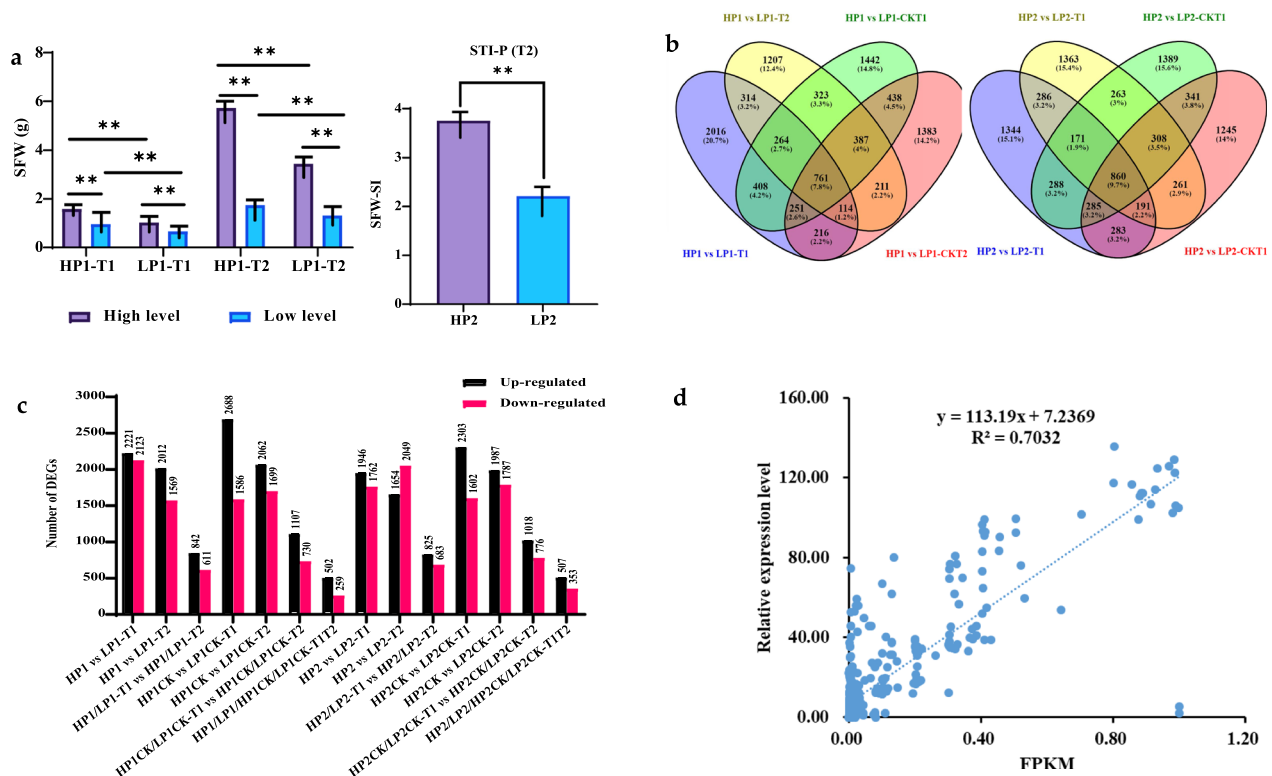 a
SFW (g)
8
6
4
2
0
**
**
**
**
**
**
**
**
HP1-T1
LP1-T1
HP1-T2
LP1-T2
High level
Low level
STI-P (T2)
**
SFW-SI
4
3
2
1
0
HP2
LP2
b
HP1 vs LP1-T2
HP1 vs LP1-CKT1
1207
(12.4%)
1442
(14.8%)
314
(3.2%)
323
(3.3%)
438
(4.5%)
2016
(20.7%)
264
(2.7%)
387
(4%)
1383
(14.2%)
761
(7.8%)
408
(4.2%)
211
(2.2%)
251
(2.6%)
114
(1.2%)
216
(2.2%)
HP1 vs LP1-T1
HP1 vs LP1-CKT2
HP2 vs LP2-T1
HP2 vs LP2-CKT1
1363
(15.4%)
1389
(15.6%)
286
(3.2%)
263
(3%)
341
(3.8%)
1344
(15.1%)
171
(1.9%)
308
(3.5%)
1245
(14%)
860
(9.7%)
288
(3.2%)
261
(2.9%)
285
(3.2%)
191
(2.2%)
283
(3.2%)
HP2 vs LP2-T1
HP2 vs LP2-CKT1
c
Up-regulated
Down-regulated
Number of DEGs
3000
2500
2000
1500
1000
500
0
2221
2123
2012
1569
842
611
2688
1586
2062
1699
1107
730
502
259
1946
1762
1654
2049
825
683
2303
1602
1987
1787
1018
776
507
353
HP1 vs LP1-T1
HP1 vs LP1-T2
HP1/LP1-T1 vs HP1/LP1-T2
HP1CK vs LP1CK-T1
HP1CK vs LP1CK-T2
HP1CK/LP1CK-T1 vs HP1CK/LP1CK-T2
HP1/LP1/HP1CK/LP1CK-T1/T2
HP2 vs LP2-T1
HP2 vs LP2-T2
HP2/LP2-T1 vs HP2/LP2-T2
HP2CK vs LP2CK-T1
HP2CK vs LP2CK-T2
HP2CK/LP2CK-T1 vs HP2CK/LP2CK-T2
HP2/LP2/HP2CK/LP2CK-T1/T2
d
y = 113.19x + 7.2369
R² = 0.7032
Relative expression level
160.00
120.00
80.00
40.00
0.00
0.00
0.40
0.80
1.20
FPKM